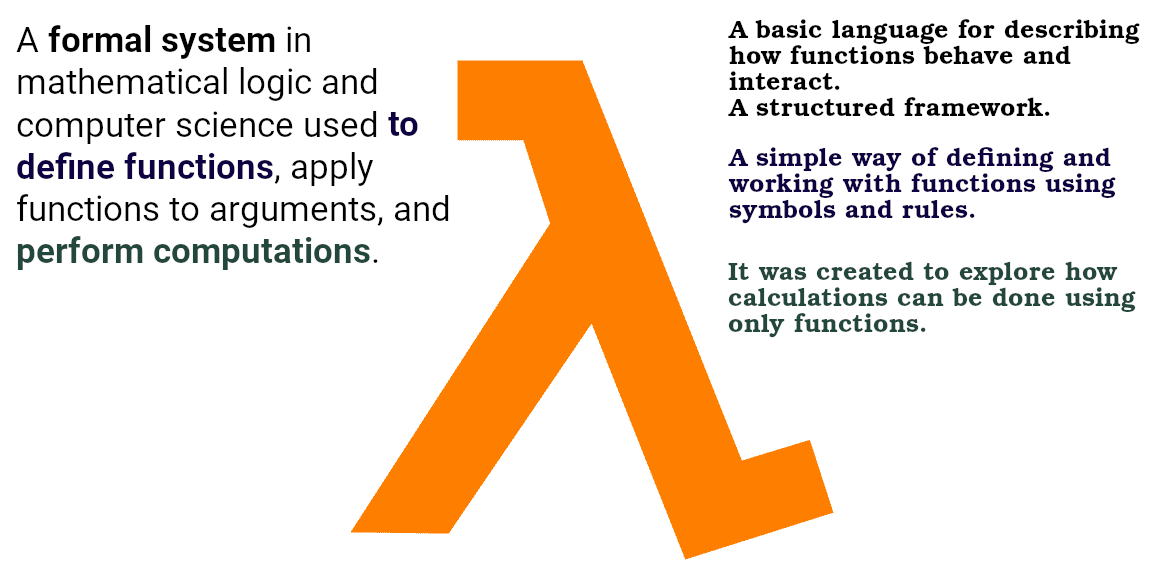 A formal system in
mathematical logic and
computer science used to
define functions, apply
functions to arguments, and
perform computations.
λ
A basic language for describing
how functions behave and
interact.
A structured framework.
A simple way of defining and
working with functions using
symbols and rules.
It was created to explore how
calculations can be done using
only functions.